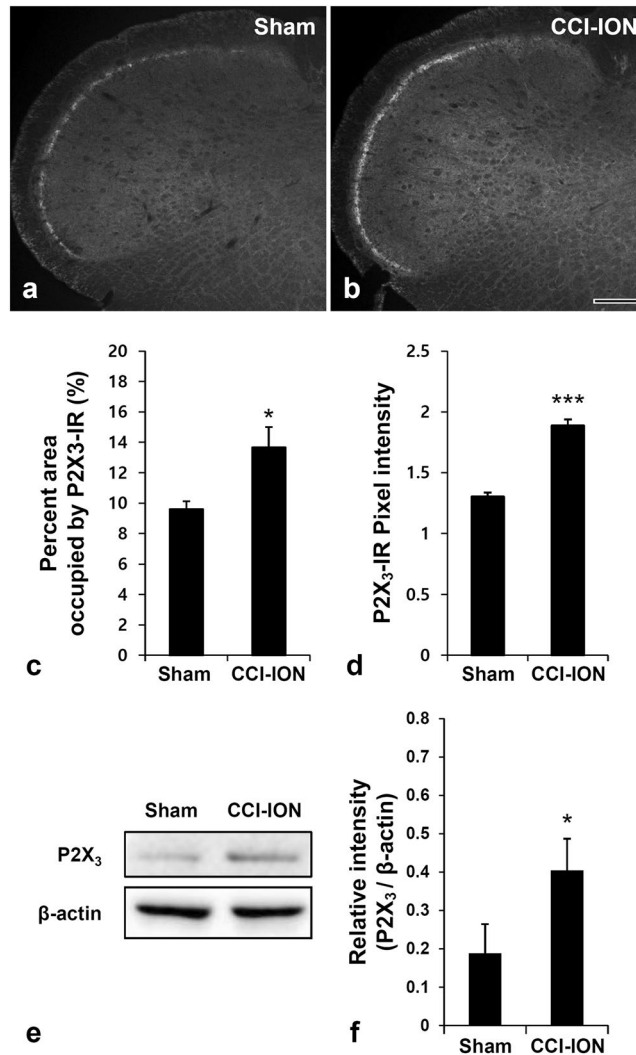 Sham
CCI-ION
a
b
Percent area
occupied by P2X3-IR (%)
20
18
16
14
12
10
8
6
4
2
0
*
Sham
CCI-ION
c
P2X₃-IR Pixel intensity
2.5
2
1.5
1
0.5
0
***
Sham
CCI-ION
d
Sham
CCI-ION
P2X₃
β-actin
e
Relative intensity
(P2X₃ / β-actin)
0.8
0.7
0.6
0.5
0.4
0.3
0.2
0.1
0
*
Sham
CCI-ION
f